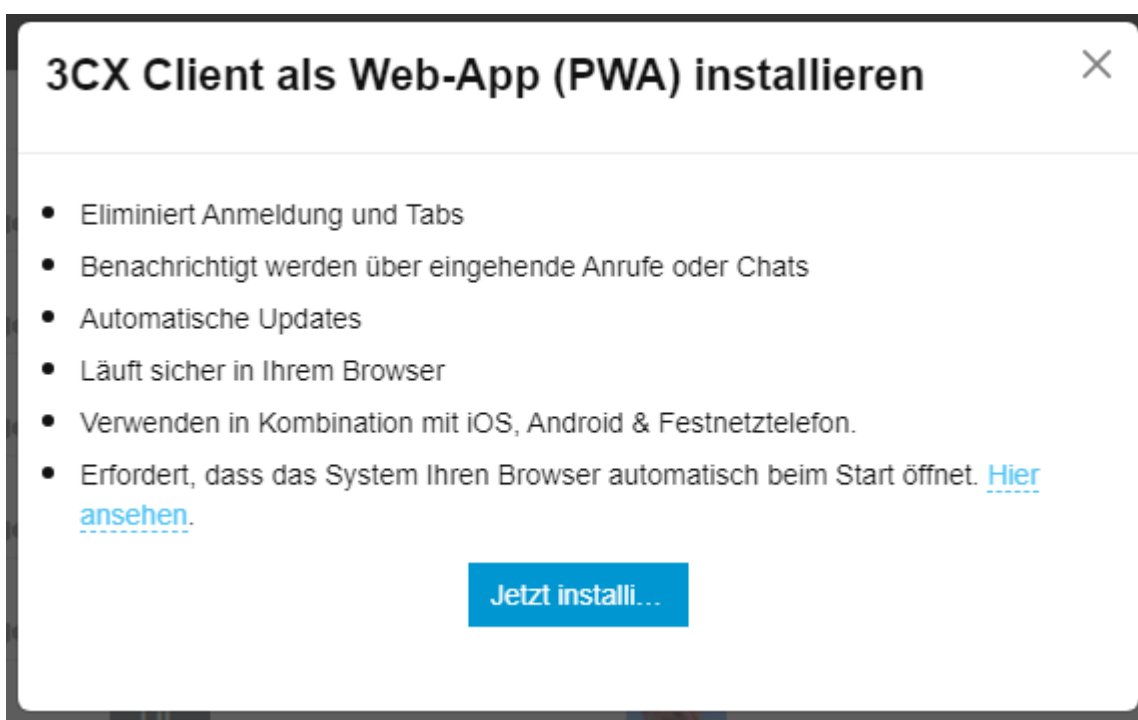 3CX Client als Web-App (PWA) installieren
Eliminiert Anmeldung und Tabs
Benachrichtigt werden über eingehende Anrufe oder Chats
Automatische Updates
Läuft sicher in Ihrem Browser
Verwenden in Kombination mit iOS, Android & Festnetztelefon.
Erfordert, dass das System Ihren Browser automatisch beim Start öffnet. Hier
ansehen.
Jetzt installi...